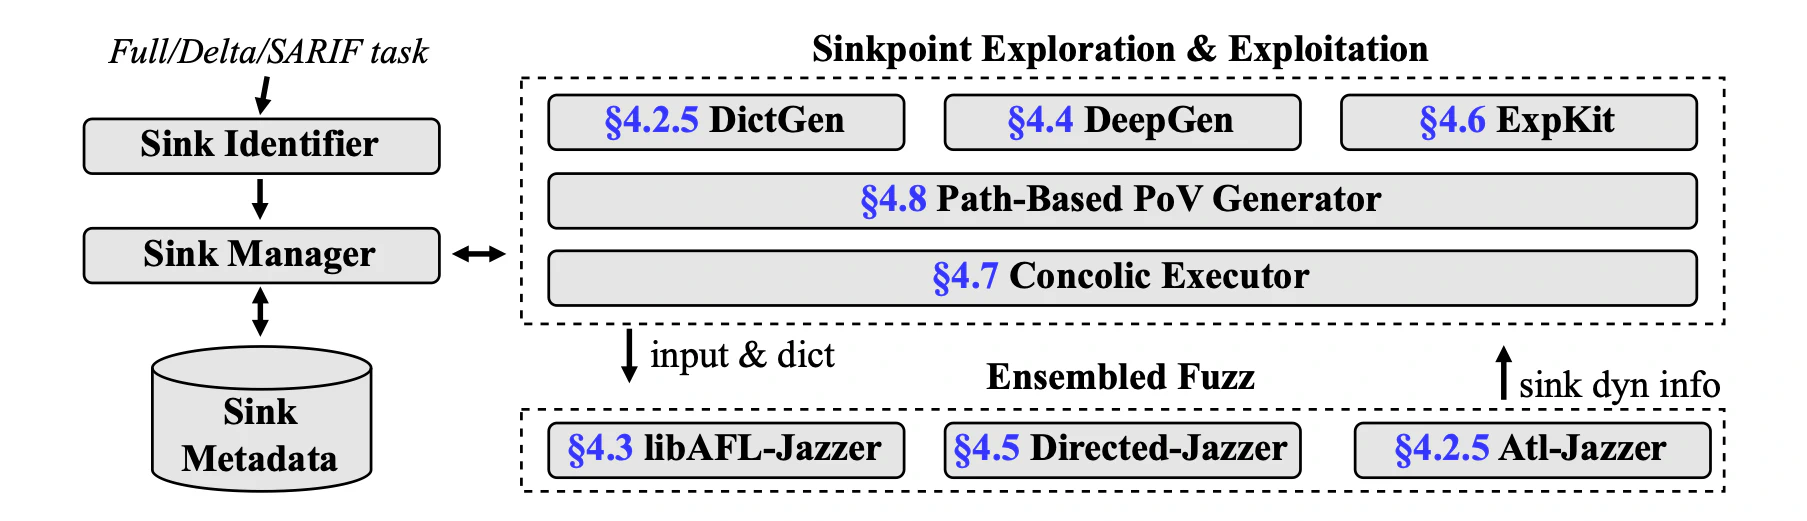 Full/Delta/SARIF task
Sink Identifier
Sink Manager
Sink
Metadata
Sinkpoint Exploration & Exploitation
§4.2.5 DictGen
§4.4 DeepGen
§4.6 ExpKit
§4.8 Path-Based PoV Generator
§4.7 Concolic Executor
input & dict
sink dyn info
Ensembled Fuzz
§4.3 libAFL-Jazzer
§4.5 Directed-Jazzer
§4.2.5 Atl-Jazzer